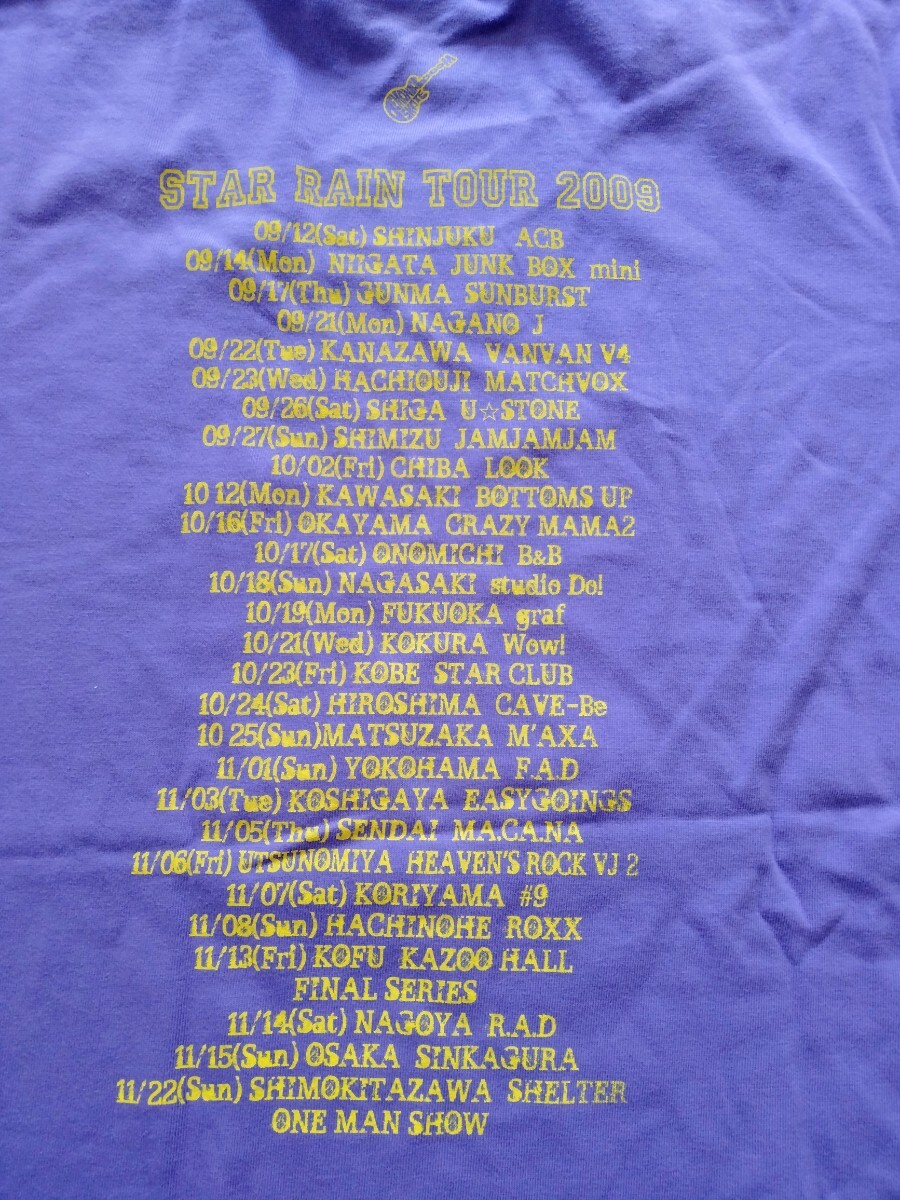 STAR RAIN TOUR 2009
09/12(Sat) SHINJUKU ACB
09/14(Mon) NIIGATA JUNK BOX mini
09/17(Thu) GUNMA SUNBURST
09/21(Mon) NAGANO J
09/22(Tue) KANAZAWA VANVAN V4
09/23(Wed) HACHIOUJI MATCHVOX
09/26(Sat) SHIGA U☆STONE
09/27(Sun) SHIMIZU JAMJAMJAM
10/02(Fri) CHIBA LOOK
10 12(Mon) KAWASAKI BOTTOMS UP
10/16(Fri) OKAYAMA CRAZY MAMA2
10/17(Sat) ONOMICHI B&B
10/18(Sun) NAGASAKI studio Do!
10/19(Mon) FUKUOKA graf
10/21(Wed) KOKURA Wow!
10/23(Fri) KOBE STAR CLUB
10/24(Sat) HIROSHIMA CAVE-Be
10 25(Sun)MATSUZAKA M'AXA
11/01(Sun) YOKOHAMA F.A.D
11/03(Tue) KOSHIGAYA EASYGOINGS
11/05(Thu) SENDAI MA.CA.NA
11/06(Fri) UTSUNOMIYA HEAVEN'S ROCK VJ 2
11/07(Sat) KORIYAMA #9
11/08(Sun) HACHINOHE ROXX
11/13(Fri) KOFU KAZOO HALL
FINAL SERIES
11/14(Sat) NAGOYA R.A.D
11/15(Sun) OSAKA SINKAGURA
11/22(Sun) SHIMOKITAZAWA SHELTER
ONE MAN SHOW